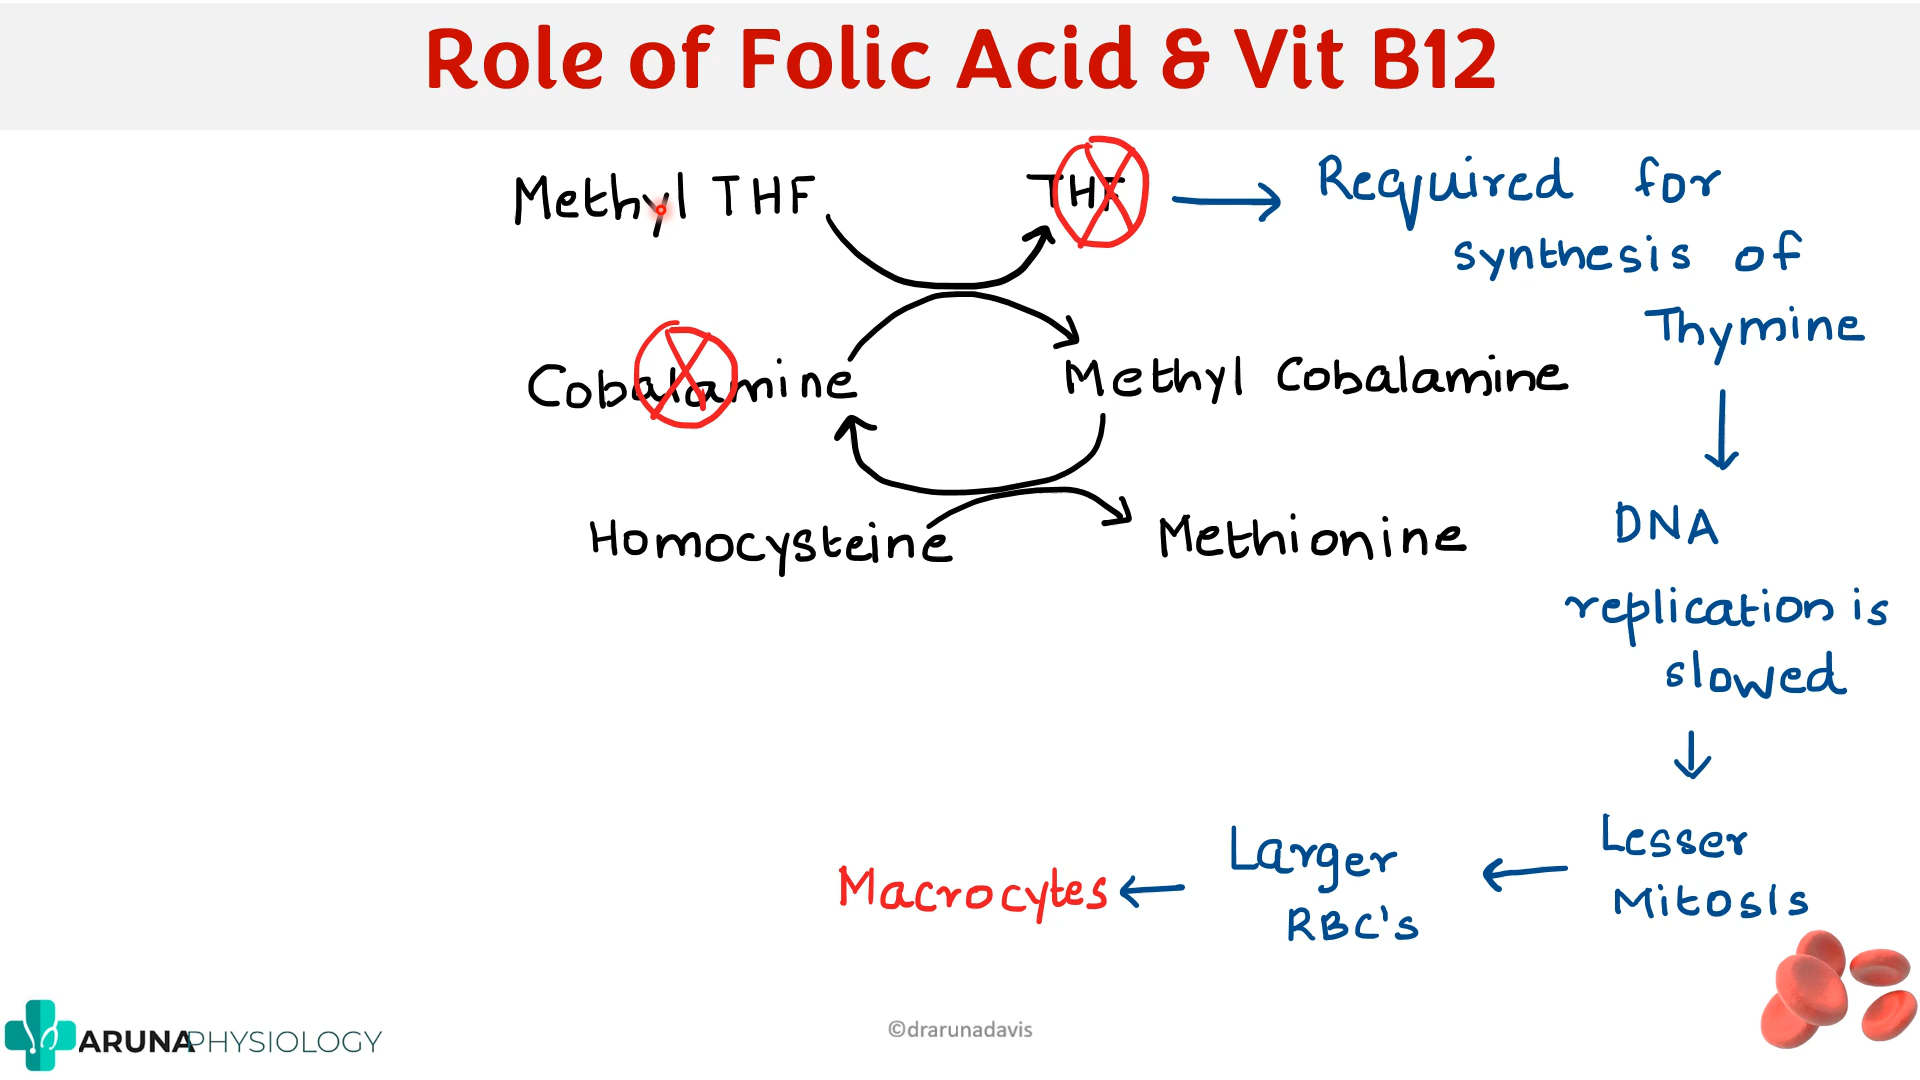 Role of Folic Acid & Vit B12
Methyl THF
THF
Required for
synthesis of
Thymine
Cobalamine
Methyl Cobalamine
Homocysteine
Methionine
DNA
replication is
slowed
Lesser
Mitosis
Larger
RBC's
Macrocytes
ARUNAPHYSIOLOGY
©drarunadavis